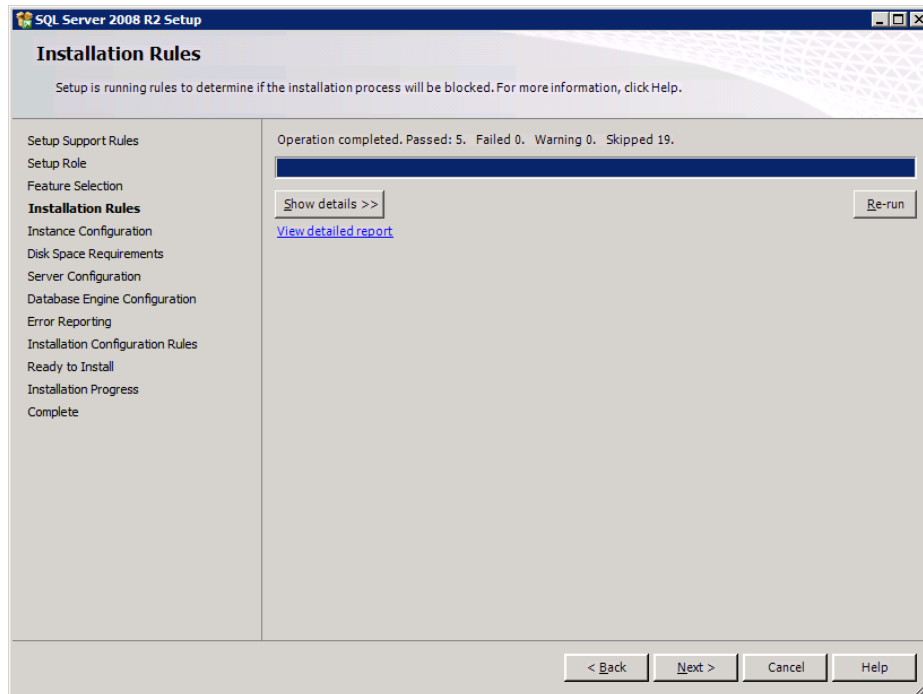 SQL Server 2008 R2 Setup
Installation Rules
Setup is running rules to determine if the installation process will be blocked. For more information, click Help.
Setup Support Rules
Setup Role
Feature Selection
Installation Rules
Instance Configuration
Disk Space Requirements
Server Configuration
Database Engine Configuration
Error Reporting
Installation Configuration Rules
Ready to Install
Installation Progress
Complete
Operation completed. Passed: 5. Failed 0. Warning 0. Skipped 19.
Show details >>
Re-run
View detailed report
< Back
Next >
Cancel
Help